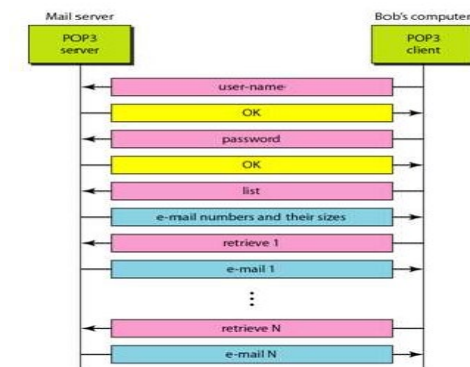 Mail server
Bob's computer
POP3
server
POP3
client
user-name
OK
password
OK
list
e-mail numbers and their sizes
retrieve 1
e-mail 1
retrieve N
e-mail N